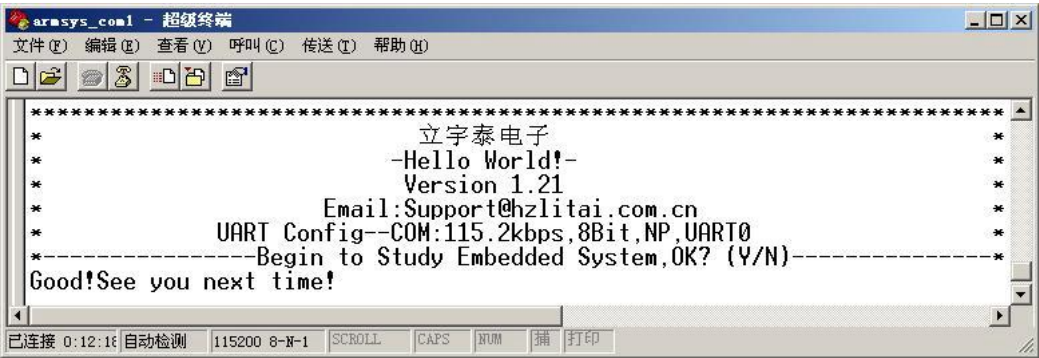 armsys_com1 - 超级终端
文件(F) 编辑(E) 查看(V) 呼叫(C) 传送(T) 帮助(H)
*************************************************************************
* 立宇泰电子 *
* -Hello World!- *
* Version 1.21 *
* Email:Support@hzlitai.com.cn *
* UART Config--COM:115.2kbps,8Bit,NP,UART0 *
*----------------Begin to Study Embedded System,OK? (Y/N)---------------*
Good!See you next time!
已连接 0:12:18 自动检测 115200 8-N-1 SCROLL CAPS NUM 捕 打印